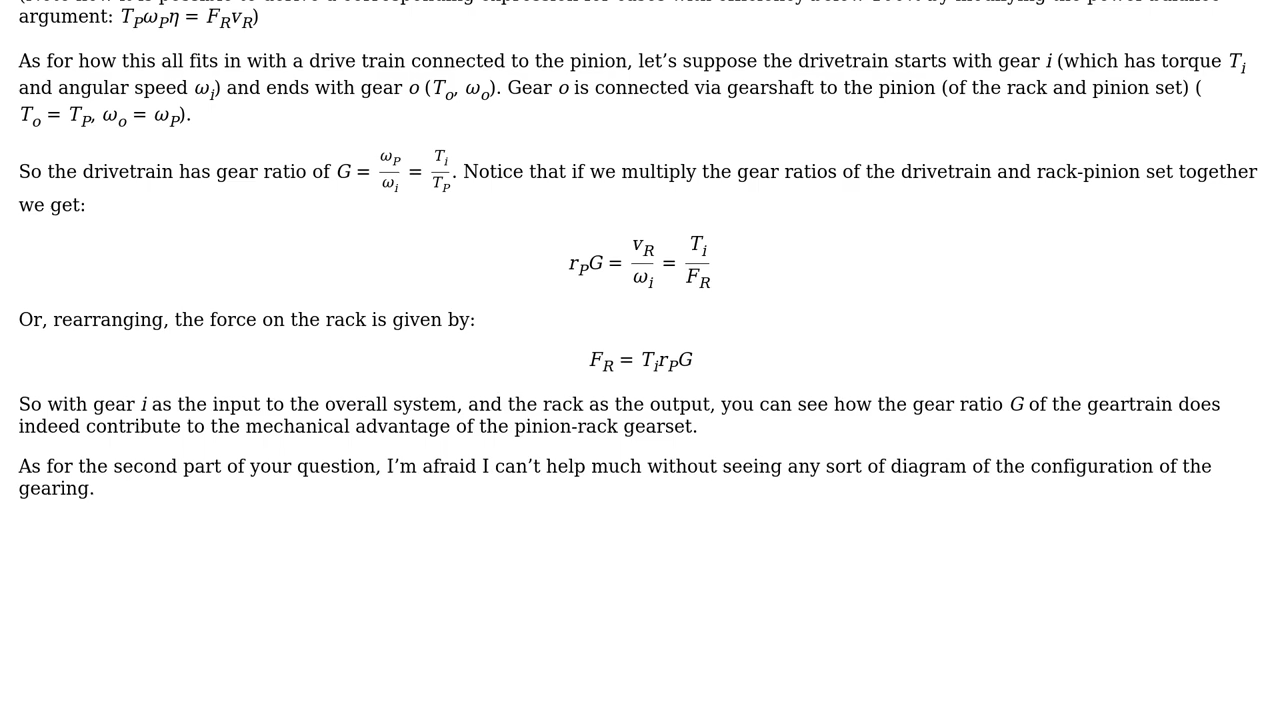 argument: T_Pω_Pη = F_Rv_R)
As for how this all fits in with a drive train connected to the pinion, let’s suppose the drivetrain starts with gear i (which has torque T_i
and angular speed ω_i) and ends with gear o (T_o, ω_o). Gear o is connected via gearshaft to the pinion (of the rack and pinion set) (
T_o = T_P, ω_o = ω_P).
So the drivetrain has gear ratio of G = ω_P/ω_i = T_i/T_P. Notice that if we multiply the gear ratios of the drivetrain and rack-pinion set together
we get:
r_PG = v_R/ω_i = T_i/F_R
Or, rearranging, the force on the rack is given by:
F_R = T_ir_PG
So with gear i as the input to the overall system, and the rack as the output, you can see how the gear ratio G of the geartrain does
indeed contribute to the mechanical advantage of the pinion-rack gearset.
As for the second part of your question, I’m afraid I can’t help much without seeing any sort of diagram of the configuration of the
gearing.